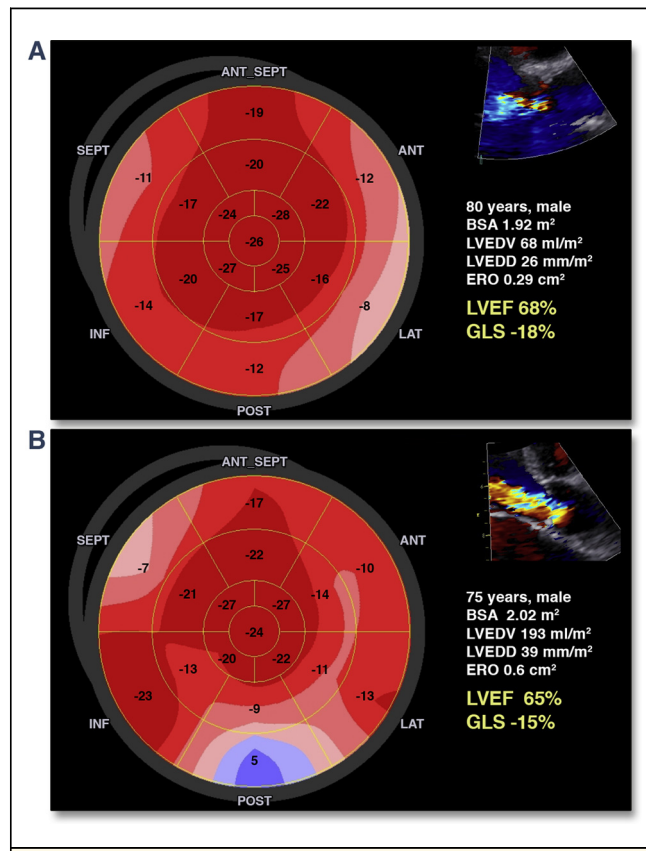 A
ANT_SEPT
-19
SEPT
ANT
-20
-11
-12
-17
-22
-24
-28
-26
-27
-25
-20
-16
-14
-8
-17
INF
LAT
-12
POST
80 years, male
BSA 1.92 m²
LVEDV 68 ml/m²
LVEDD 26 mm/m²
ERO 0.29 cm²
LVEF 68%
GLS -18%
B
ANT_SEPT
-17
SEPT
ANT
-22
-7
-10
-21
-14
-27
-27
-24
-20
-22
-13
-11
-23
-13
-9
INF
LAT
5
POST
75 years, male
BSA 2.02 m²
LVEDV 193 ml/m²
LVEDD 39 mm/m²
ERO 0.6 cm²
LVEF 65%
GLS -15%